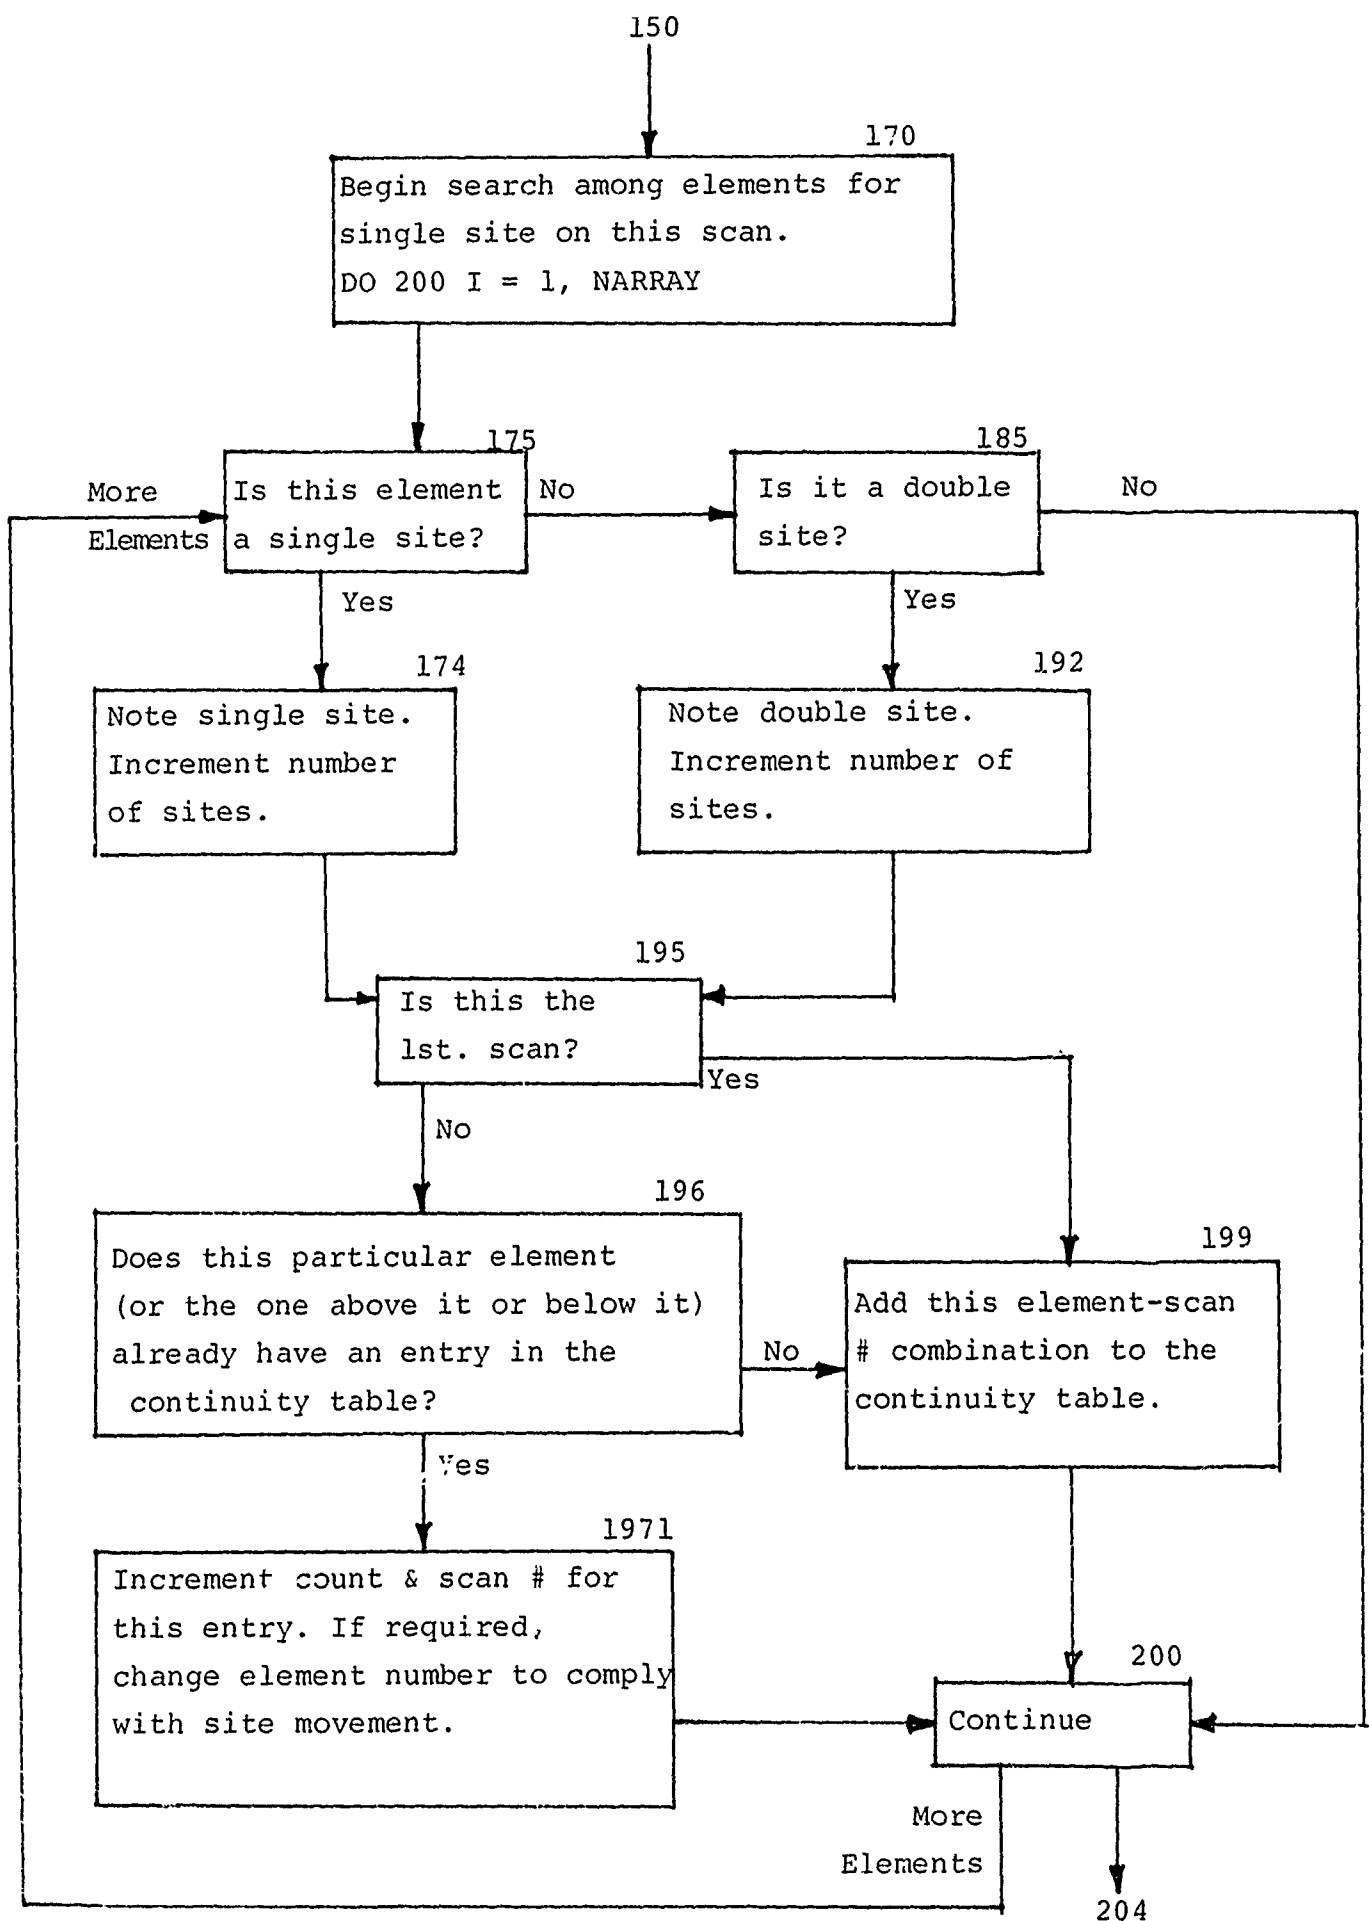 150
170
Begin search among elements for
single site on this scan.
DO 200 I = 1, NARRAY
175
Is this element
a single site?
More
Elements
No
185
Is it a double
site?
No
Yes
Yes
174
Note single site.
Increment number
of sites.
192
Note double site.
Increment number of
sites.
195
Is this the
1st. scan?
Yes
No
196
Does this particular element
(or the one above it or below it)
already have an entry in the
continuity table?
No
199
Add this element-scan
# combination to the
continuity table.
Yes
1971
Increment count & scan # for
this entry. If required,
change element number to comply
with site movement.
200
Continue
More
Elements
204